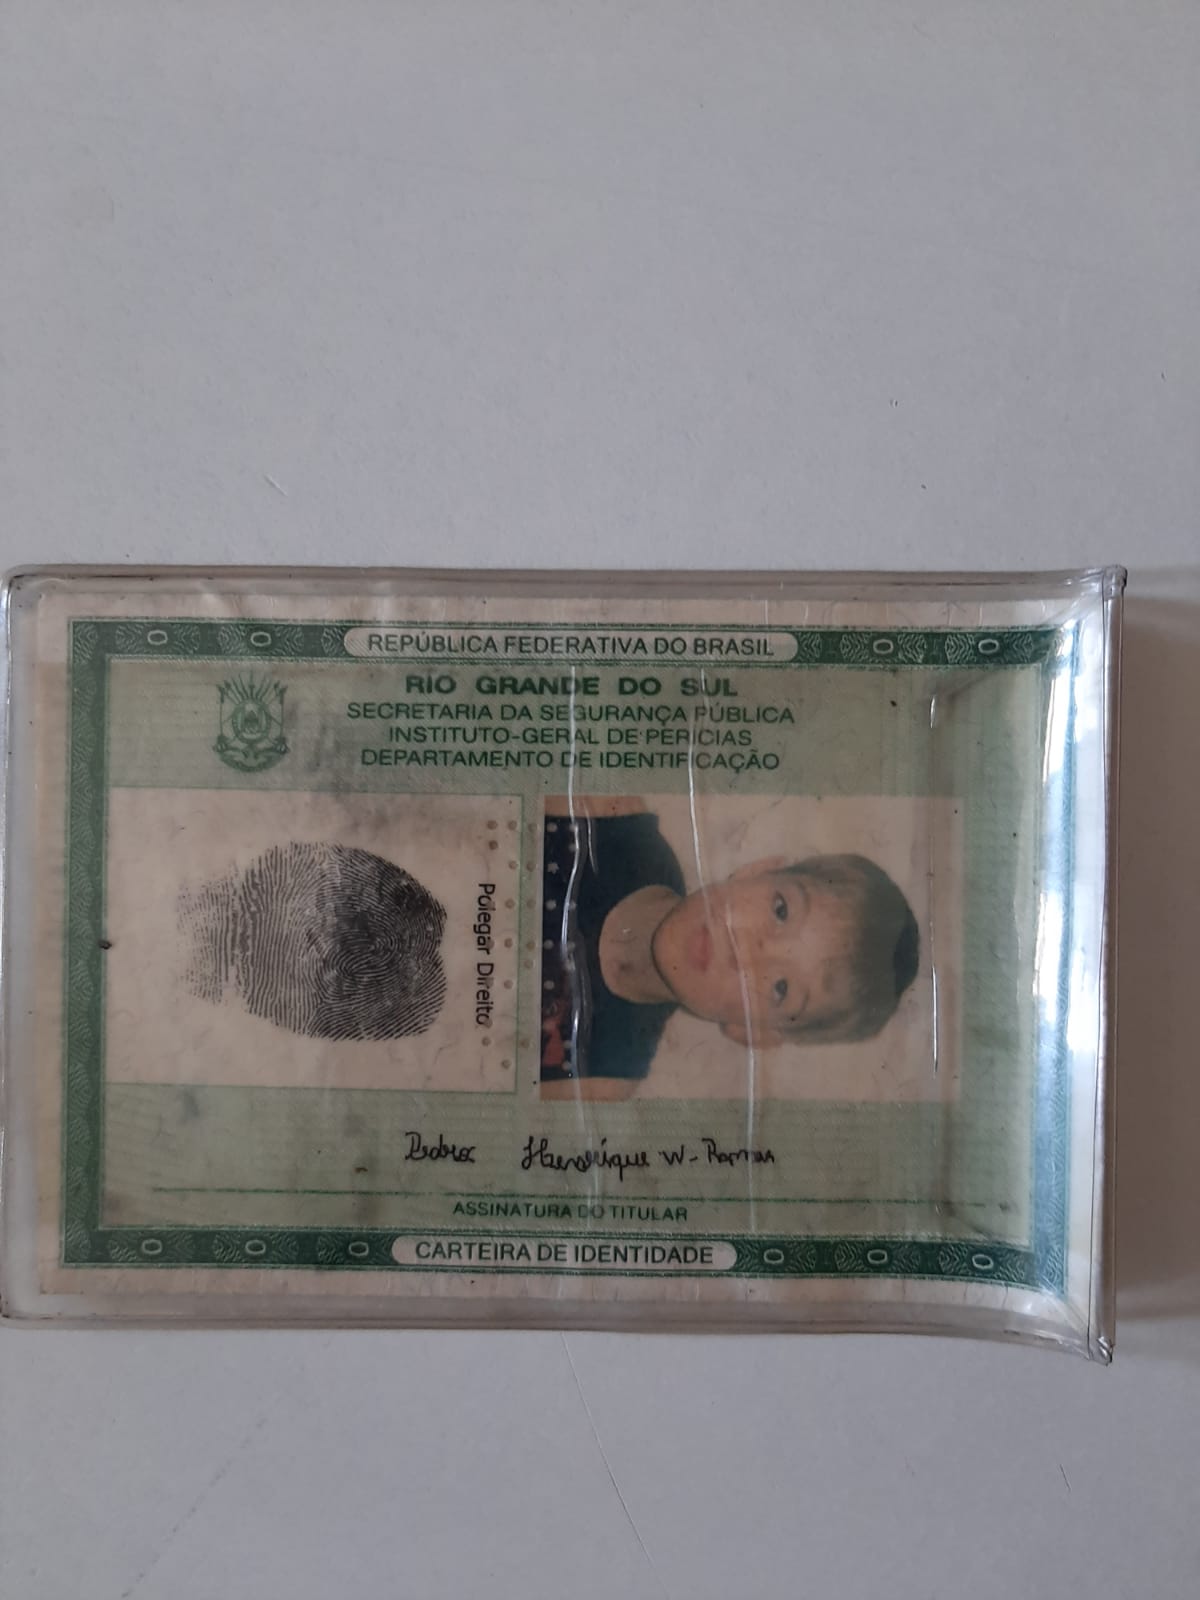 REPÚBLICA FEDERATIVA DO BRASIL
RIO GRANDE DO SUL
SECRETARIA DA SEGURANÇA PÚBLICA
INSTITUTO-GERAL DE PERÍCIAS
DEPARTAMENTO DE IDENTIFICAÇÃO
Polegar Direito
Pedro Henrique W. Ramos
ASSINATURA DO TITULAR
CARTEIRA DE IDENTIDADE